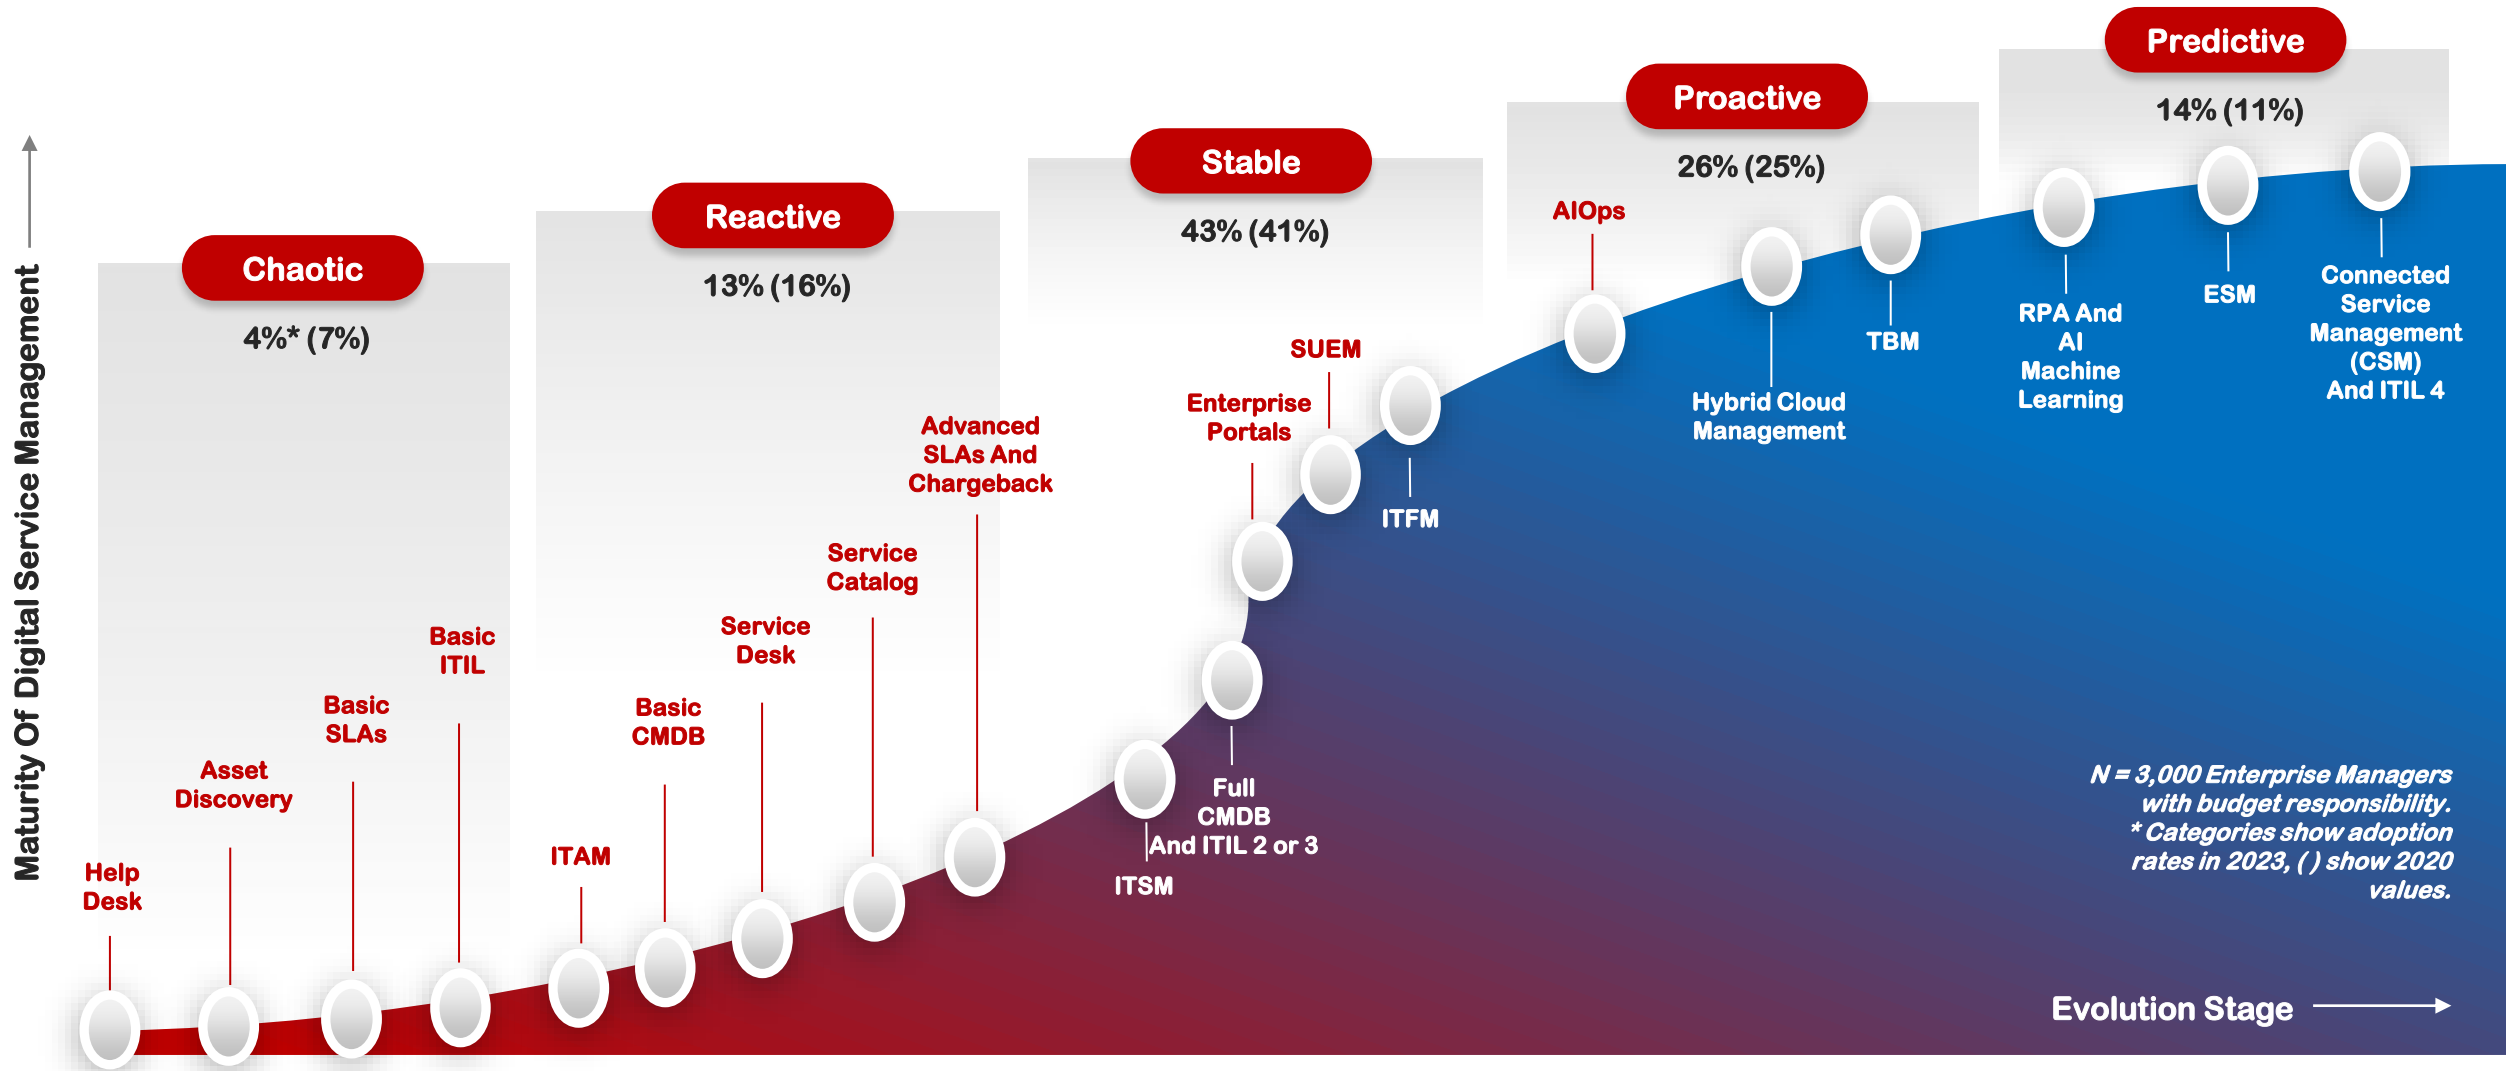 Predictive
14% (11%)
Proactive
26% (25%)
Stable
43% (41%)
Reactive
13% (16%)
Chaotic
4%* (7%)
Maturity Of Digital Service Management
Help
Desk
Asset
Discovery
Basic
SLAs
Basic
ITIL
ITAM
Basic
CMDB
Service
Desk
Service
Catalog
Advanced
SLAs And
Chargeback
ITSM
Full
CMDB
And ITIL 2 or 3
Enterprise
Portals
SUEM
ITFM
AIOps
Hybrid Cloud
Management
TBM
RPA And
AI
Machine
Learning
ESM
Connected
Service
Management
(CSM)
And ITIL 4
N = 3,000 Enterprise Managers
with budget responsibility.
* Categories show adoption
rates in 2023, ( ) show 2020
values.
Evolution Stage